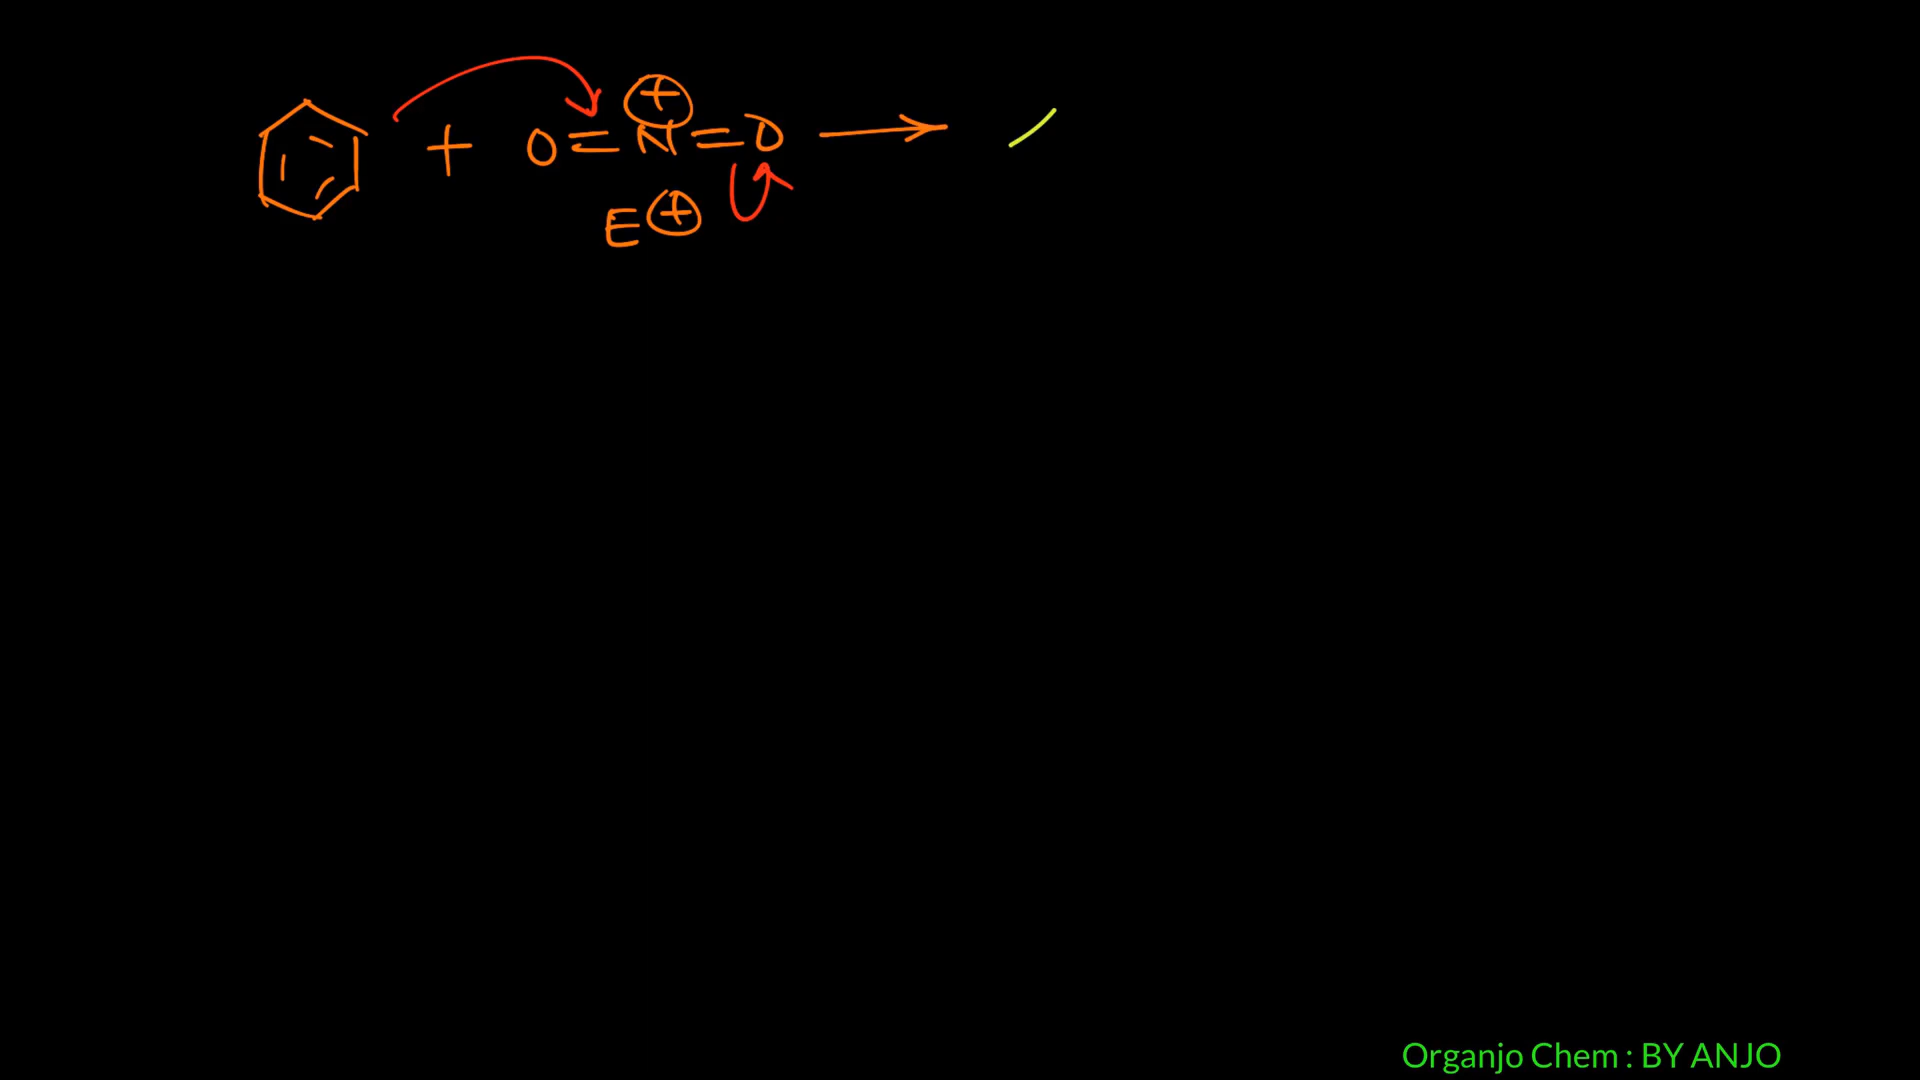 + O=N⊕=O ⟶
E⊕
Organjo Chem : BY ANJO